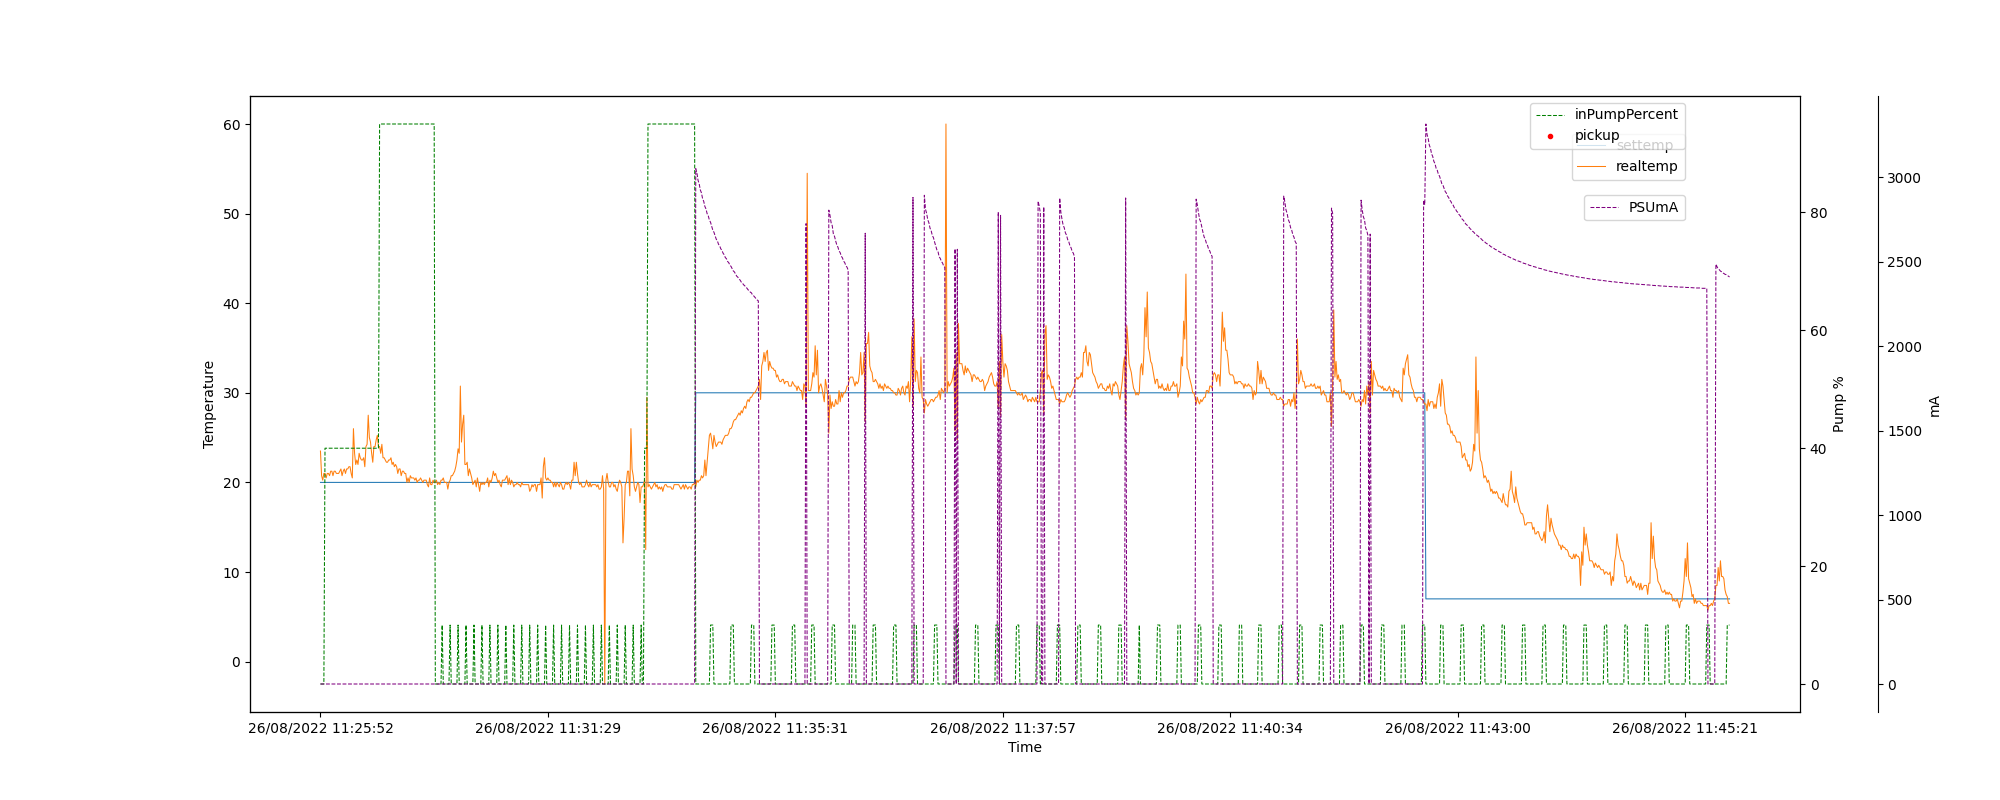 inPumpPercent
pickup
settemp
realtemp
PSUmA
60
50
40
30
20
10
0
Temperature
80
60
40
20
0
Pump %
3000
2500
2000
1500
1000
500
0
mA
26/08/2022 11:25:52
26/08/2022 11:31:29
26/08/2022 11:35:31
26/08/2022 11:37:57
26/08/2022 11:40:34
26/08/2022 11:43:00
26/08/2022 11:45:21
Time